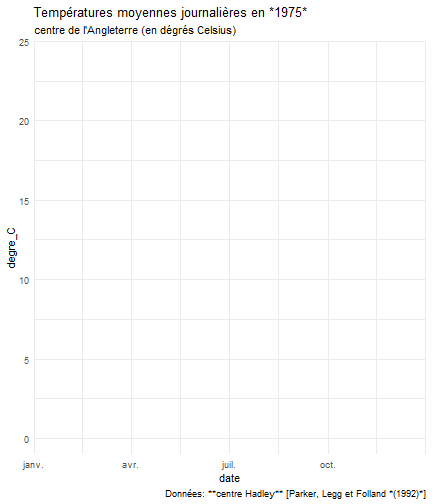 Températures moyennes journalières en *1975*
centre de l'Angleterre (en dégrés Celsius)
25
20
15
10
5
0
degre_C
janv.
avr.
juil.
oct.
date
Données: **centre Hadley** [Parker, Legg et Folland *(1992)*]